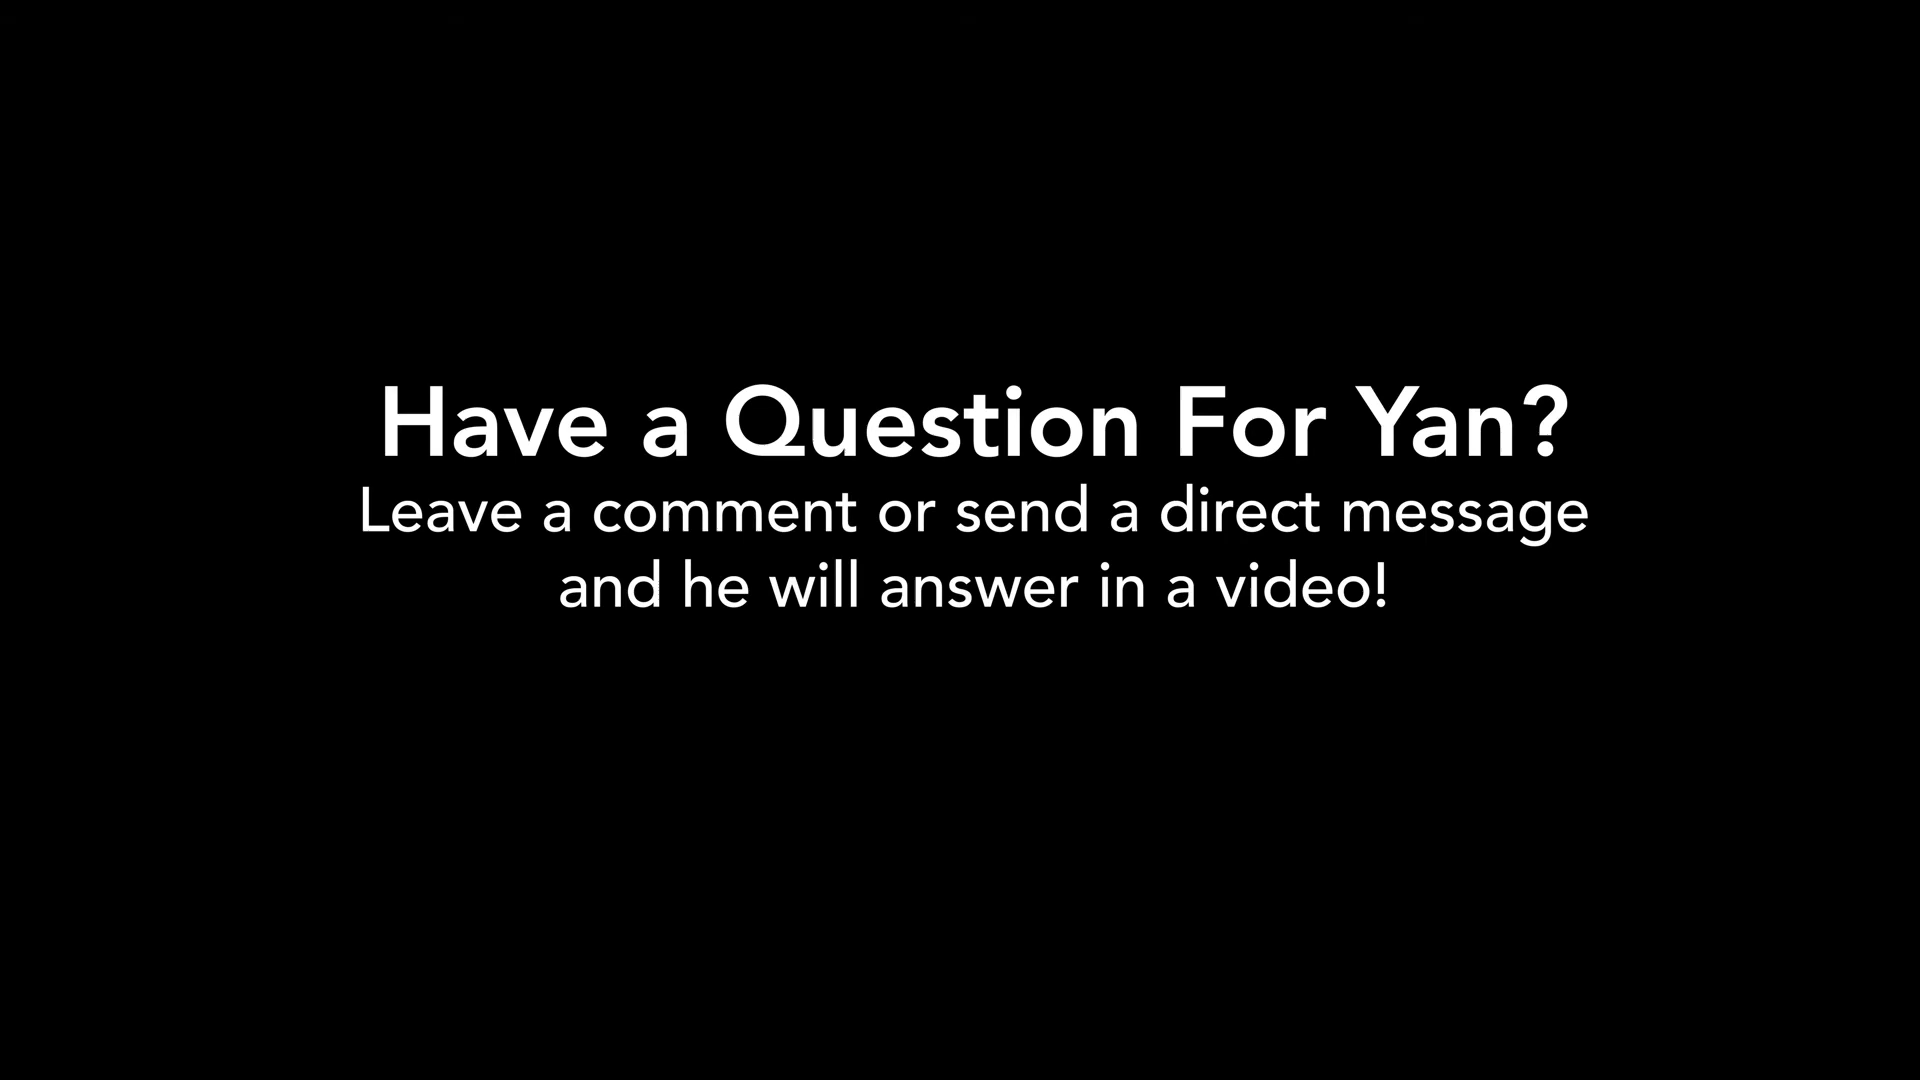 Have a Question For Yan?
Leave a comment or send a direct message
and he will answer in a video!